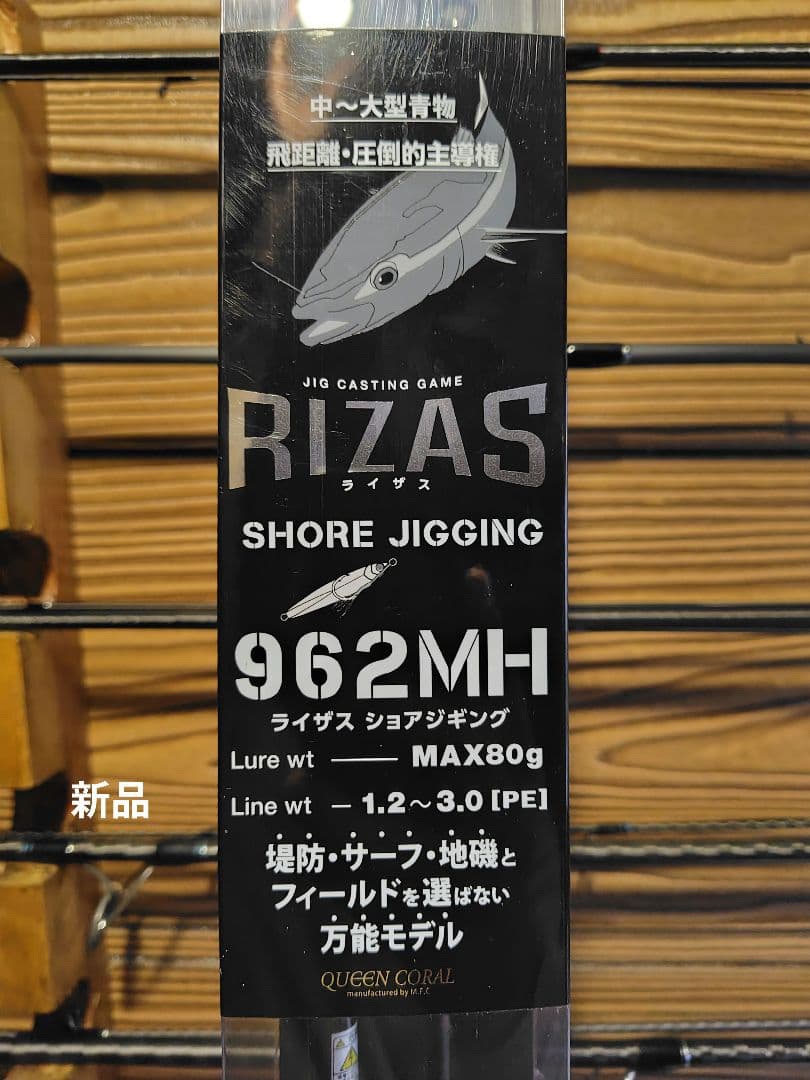 中〜大型青物
飛距離・圧倒的主導権
JIG CASTING GAME
RIZAS
ライザス
SHORE JIGGING
962MH
ライザス ショアジギング
Lure wt — MAX80g
Line wt – 1.2〜3.0 [PE]
新品
堤防・サーフ・地磯と
フィールドを選ばない
万能モデル
QUEEN CORAL
manufactured by M.F.C